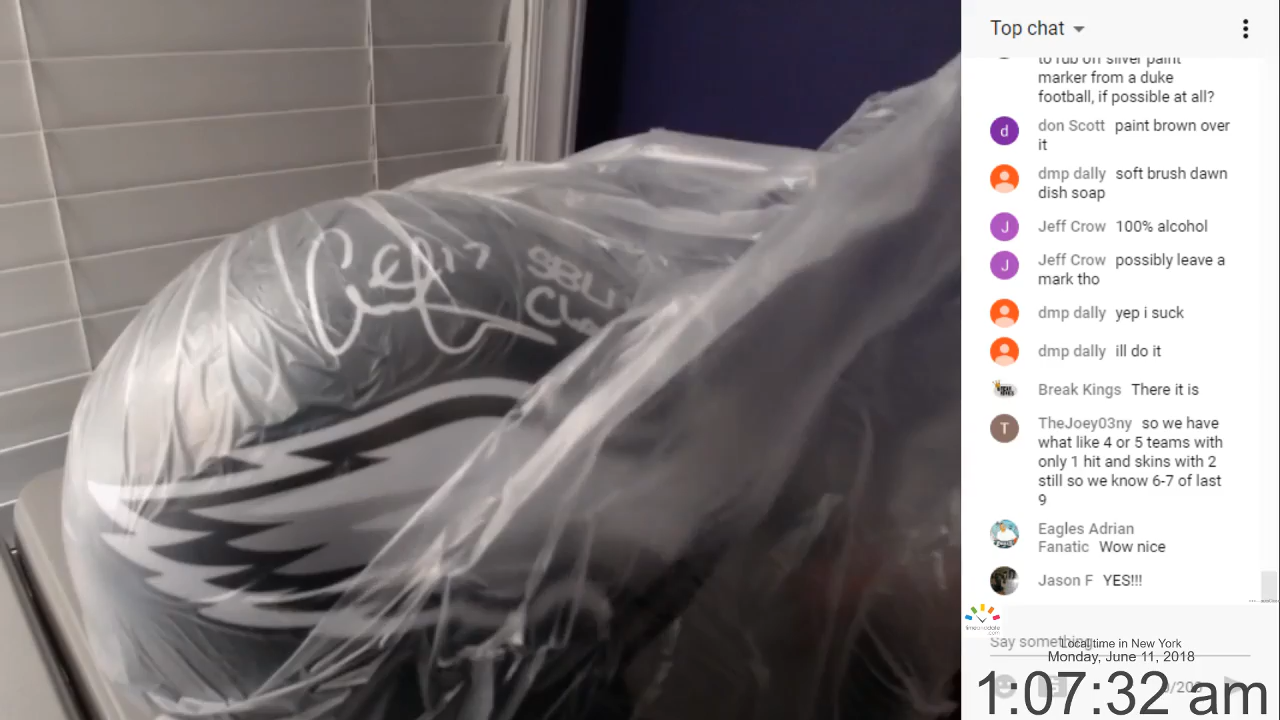 Top chat
to rub off silver paint
marker from a duke
football, if possible at all?
don Scott paint brown over
it
dmp dally soft brush dawn
dish soap
Jeff Crow 100% alcohol
Jeff Crow possibly leave a
mark tho
dmp dally yep i suck
dmp dally ill do it
Break Kings There it is
TheJoey03ny so we have
what like 4 or 5 teams with
only 1 hit and skins with 2
still so we know 6-7 of last
9
Eagles Adrian
Fanatic Wow nice
Jason F YES!!!
Say something...
Local time in New York
Monday, June 11, 2018
1:07:32 am